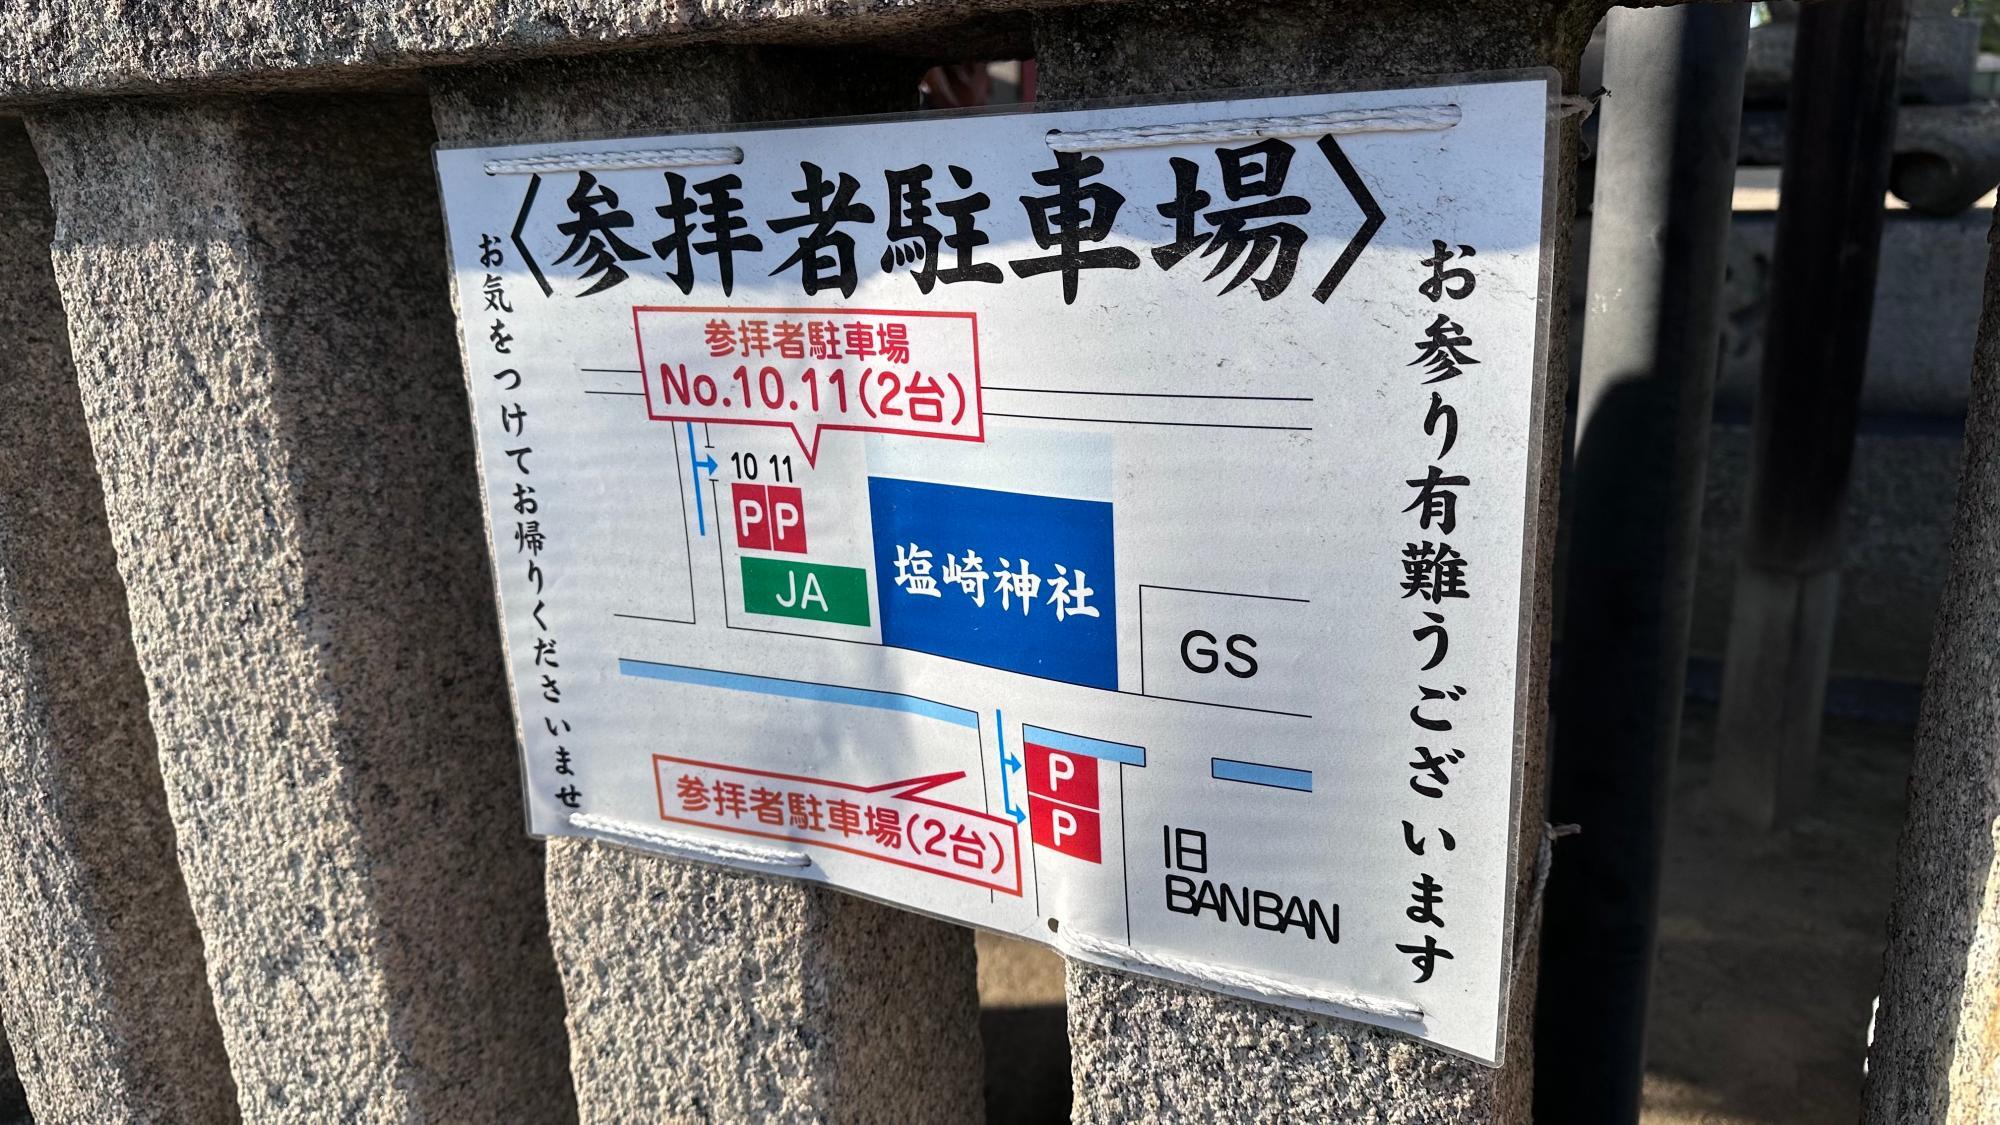 〈参拝者駐車場〉
お参り有難うございます
お気をつけてお帰りくださいませ
参拝者駐車場
No.10.11(2台)
10 11
P P
JA
塩崎神社
GS
P
P
参拝者駐車場(2台)
旧
BANBAN